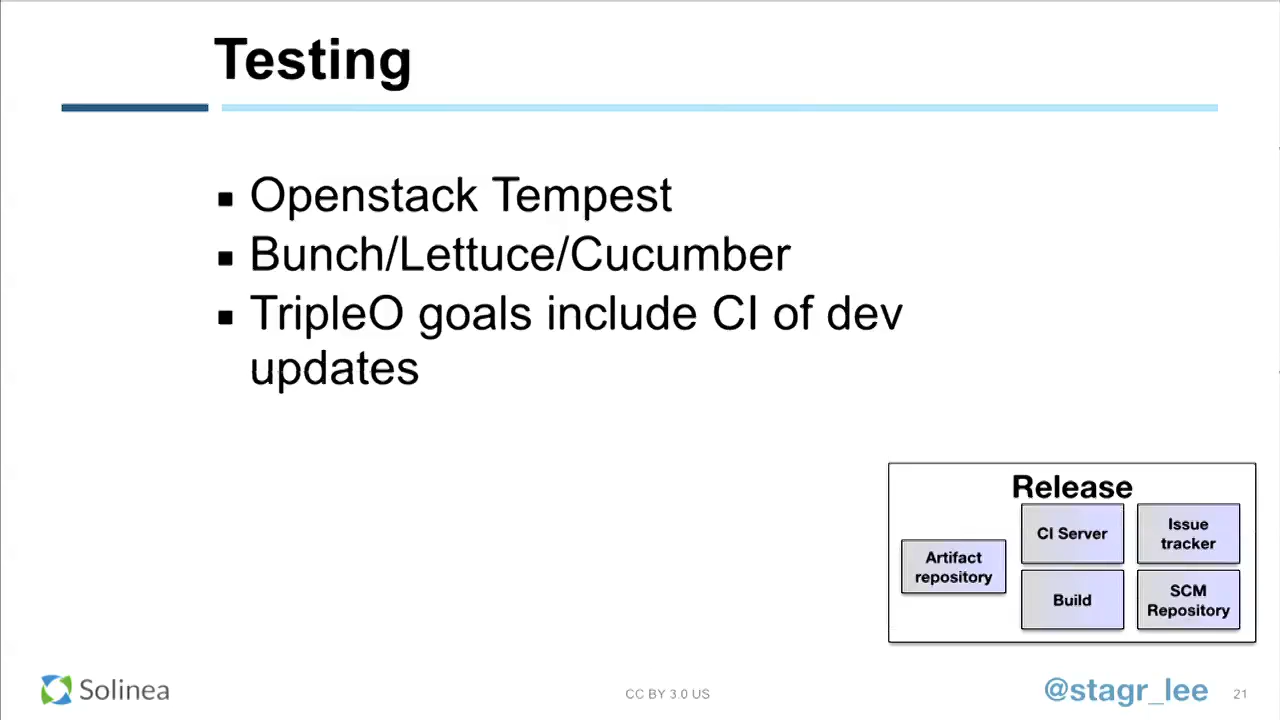 Testing
Openstack Tempest
Bunch/Lettuce/Cucumber
TripleO goals include CI of dev
updates
Release
Artifact
repository
CI Server
Issue
tracker
Build
SCM
Repository
Solinea
CC BY 3.0 US
@stagr_lee
21